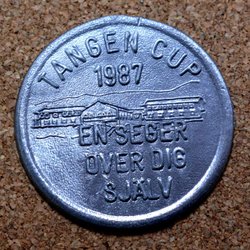 TANGEN CUP
1987
EN SEGER
ÖVER DIG
SJÄLV